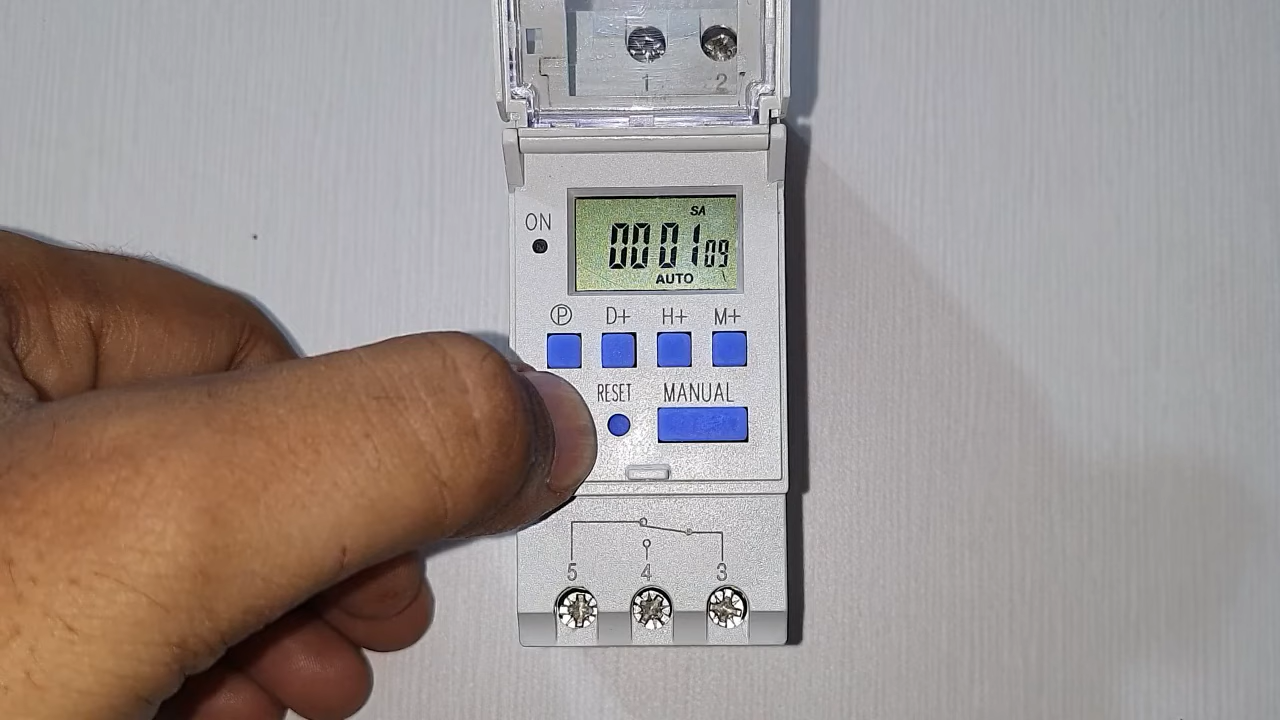 1 2
SA
ON
00 01 09
AUTO
Ⓟ D+ H+ M+
RESET MANUAL
5 4 3